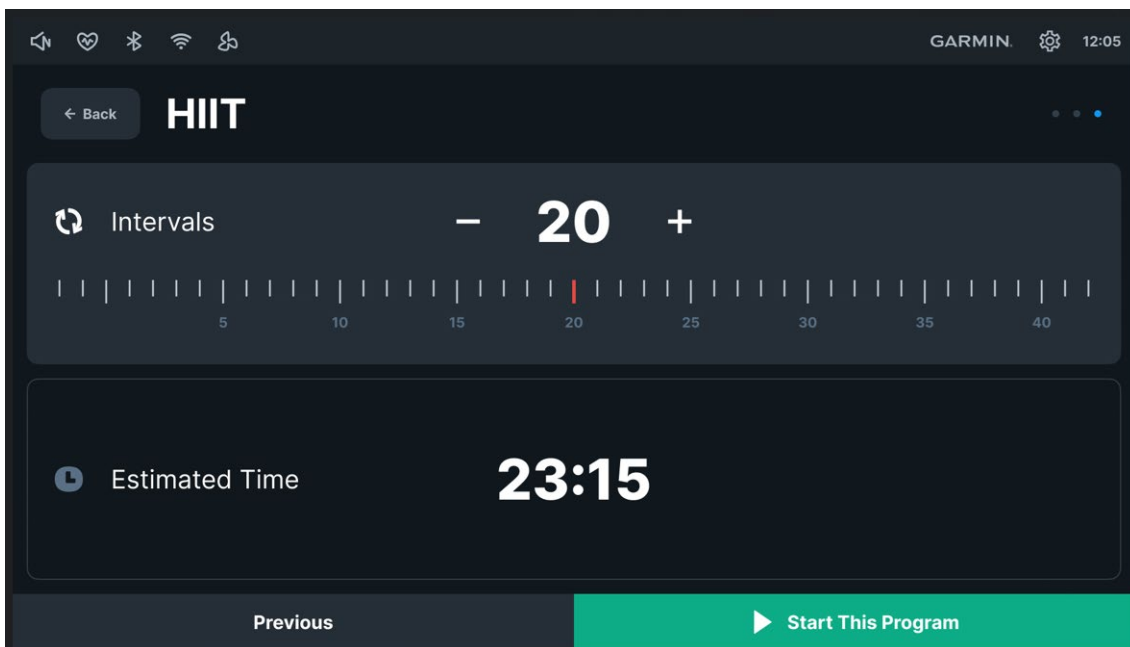 GARMIN. 12:05
← Back HIIT
Intervals − 20 +
5 10 15 20 25 30 35 40
Estimated Time 23:15
Previous Start This Program